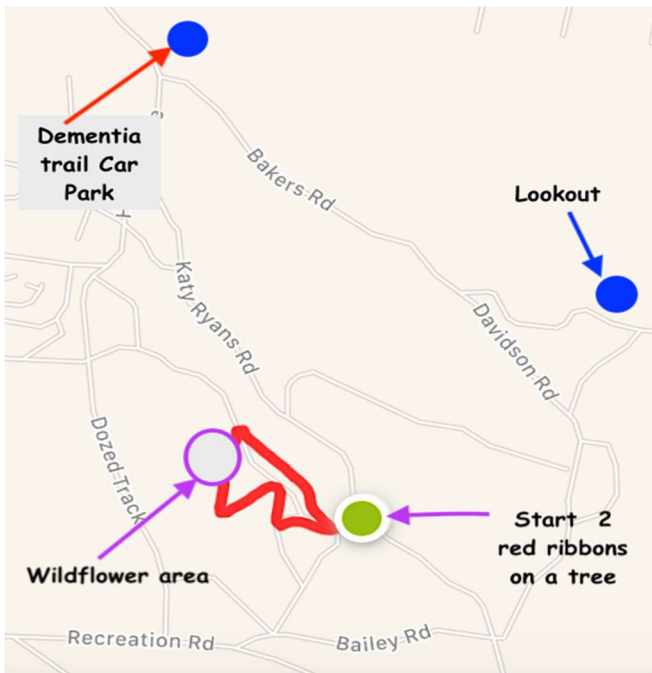 Dementia
trail Car
Park
Bakers Rd
Lookout
Katy Ryans Rd
Davidson Rd
Dozed Track
Start 2
red ribbons
on a tree
Wildflower area
Recreation Rd
Bailey Rd